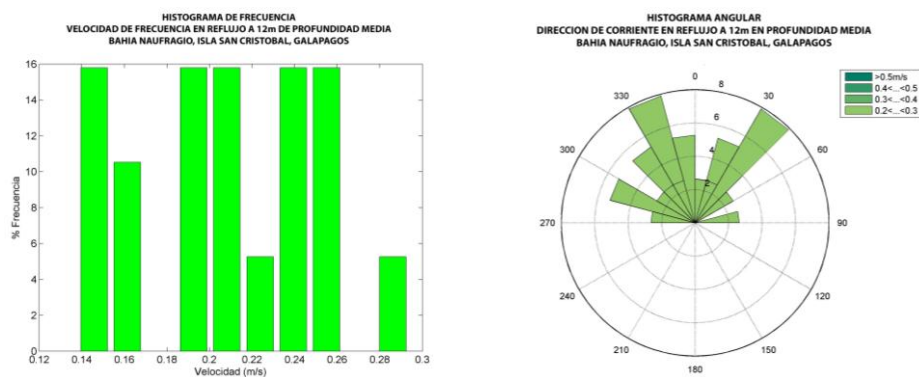 HISTOGRAMA DE FRECUENCIA
VELOCIDAD DE FRECUENCIA EN REFLUJO A 12m DE PROFUNDIDAD MEDIA
BAHIA NAUFRAGIO, ISLA SAN CRISTOBAL, GALAPAGOS
16
14
12
10
8
6
4
2
0
% Frecuencia
0.12 0.14 0.16 0.18 0.2 0.22 0.24 0.26 0.28 0.3
Velocidad (m/s)
HISTOGRAMA ANGULAR
DIRECCION DE CORRIENTE EN REFLUJO A 12m EN PROFUNDIDAD MEDIA
BAHIA NAUFRAGIO, ISLA SAN CRISTOBAL, GALAPAGOS
>0.5m/s
0.4<...<0.5
0.3<...<0.4
0.2<...<0.3
0
30
60
90
120
150
180
210
240
270
300
330
8
6
4
2